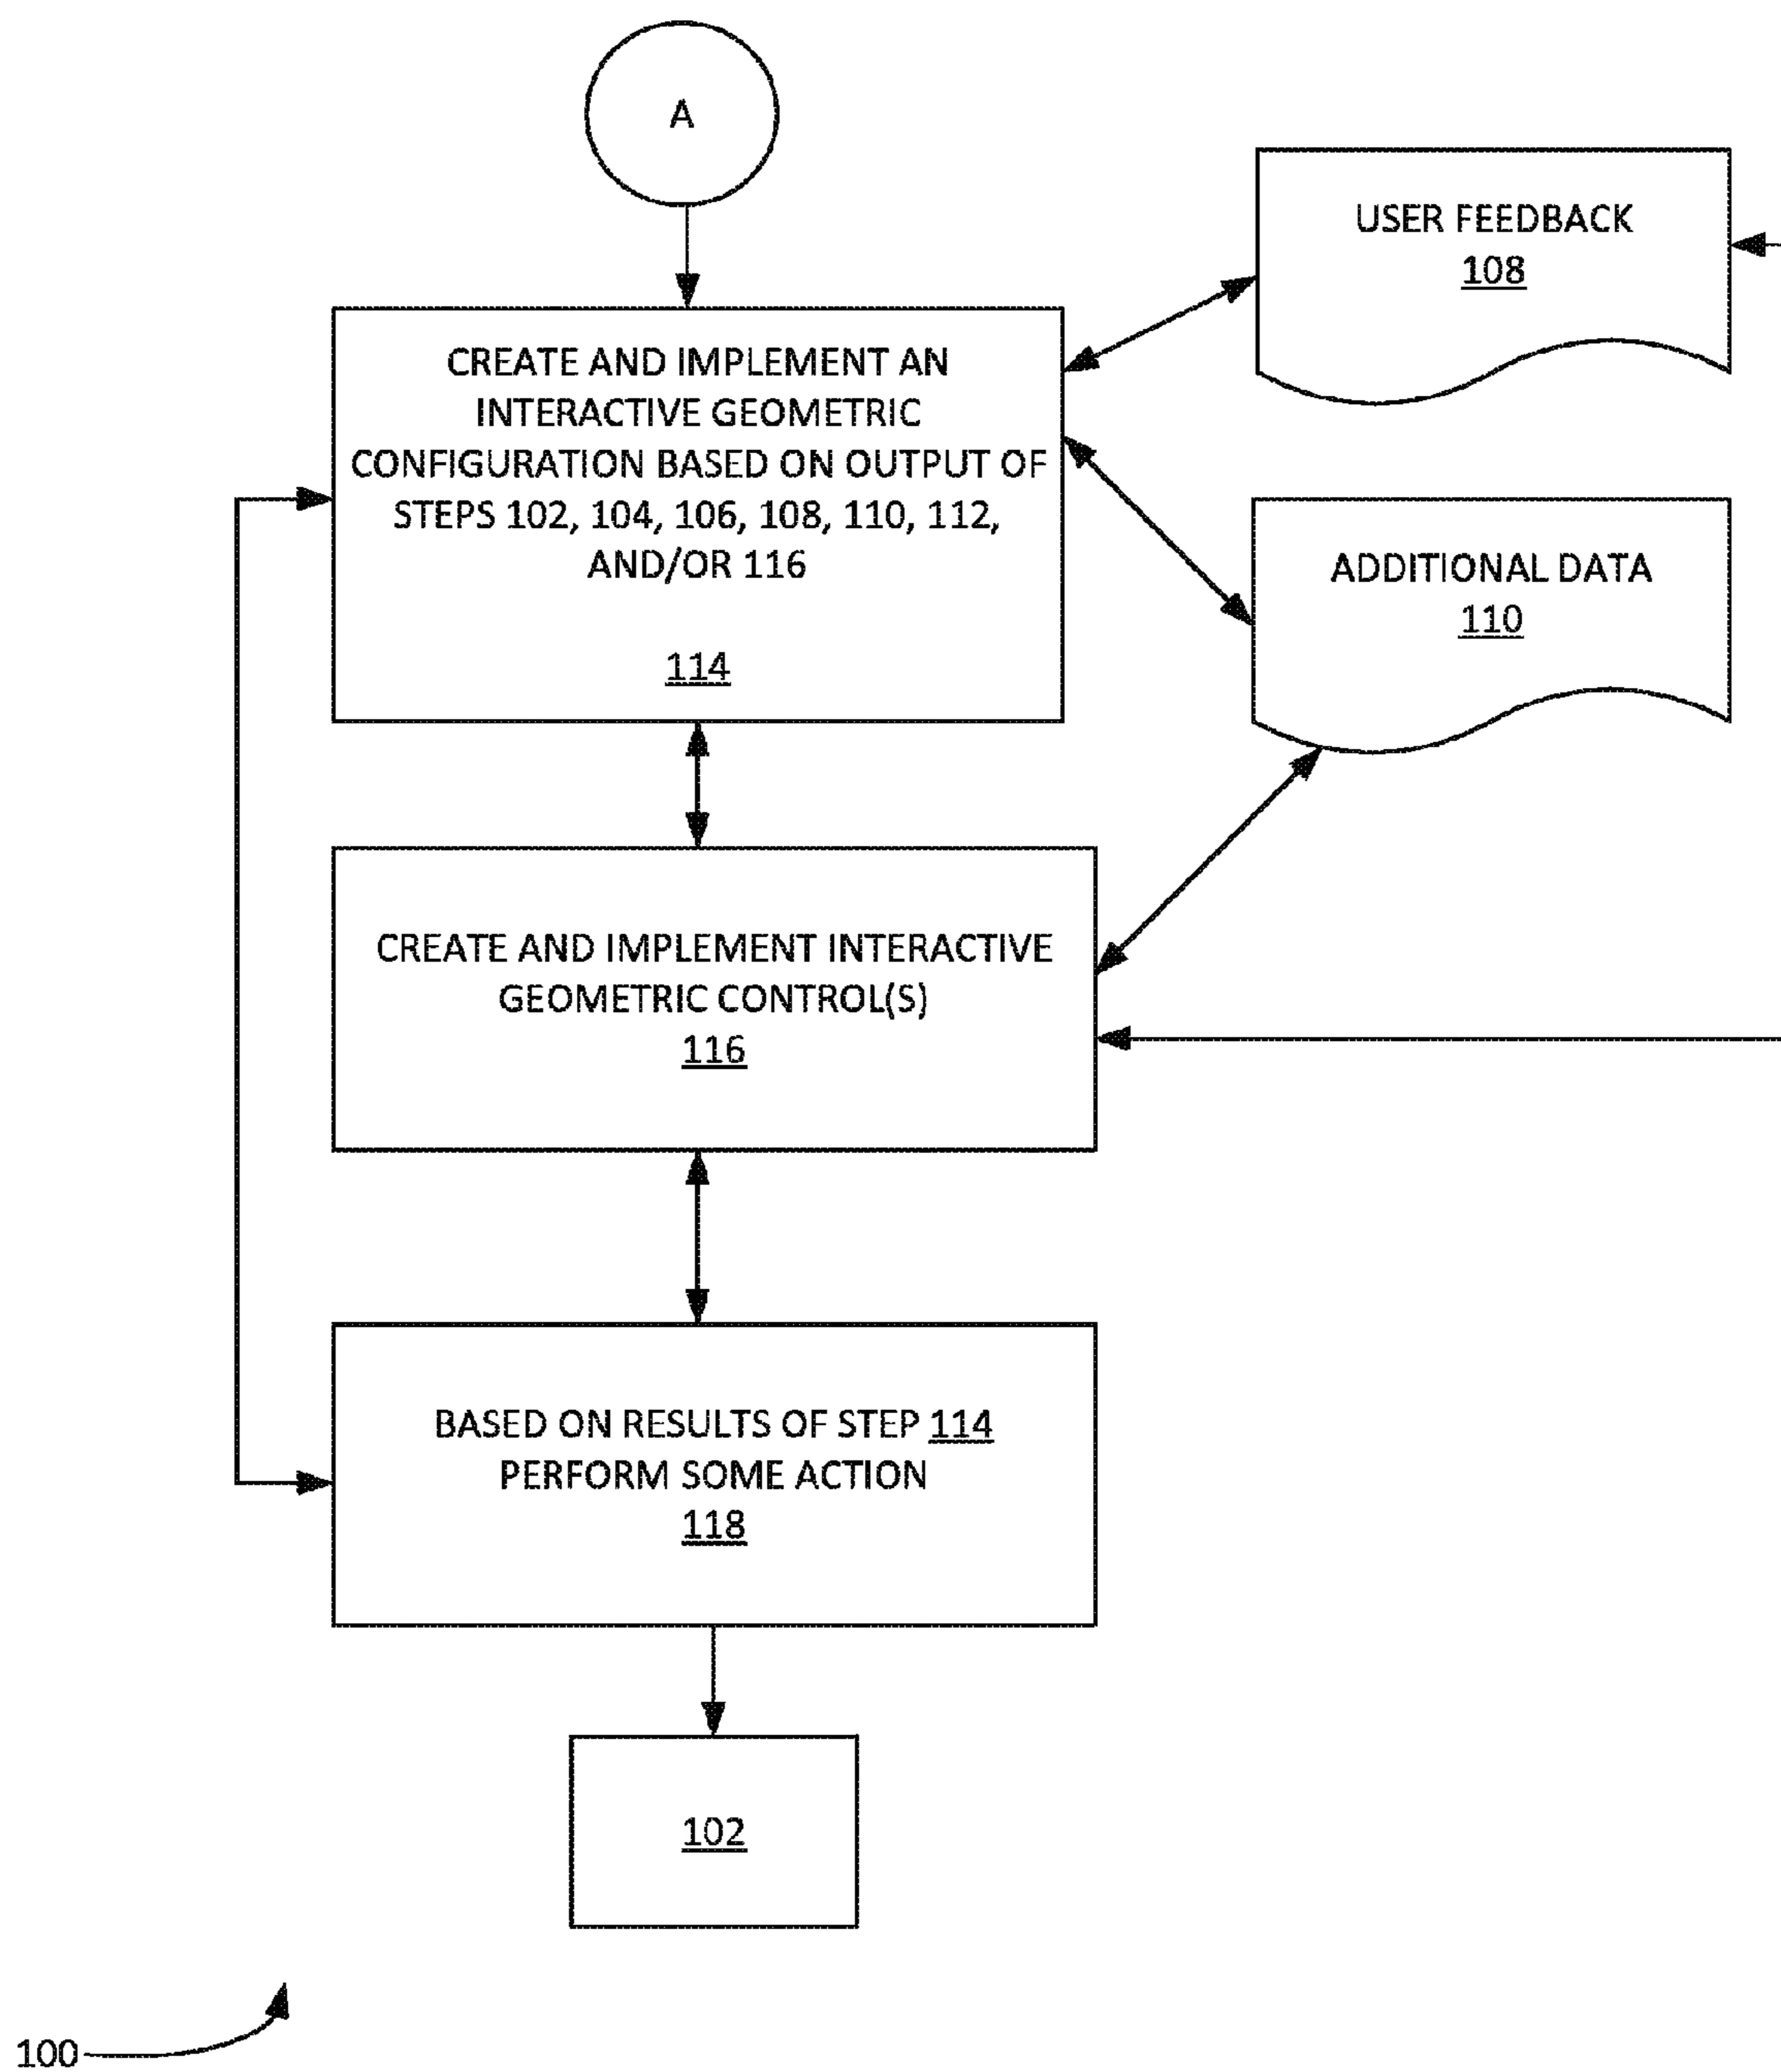 A
USER FEEDBACK
108
CREATE AND IMPLEMENT AN
INTERACTIVE GEOMETRIC
CONFIGURATION BASED ON OUTPUT OF
STEPS 102, 104, 106, 108, 110, 112,
AND/OR 116
114
ADDITIONAL DATA
110
CREATE AND IMPLEMENT INTERACTIVE
GEOMETRIC CONTROL(S)
116
BASED ON RESULTS OF STEP 114
PERFORM SOME ACTION
118
102
100